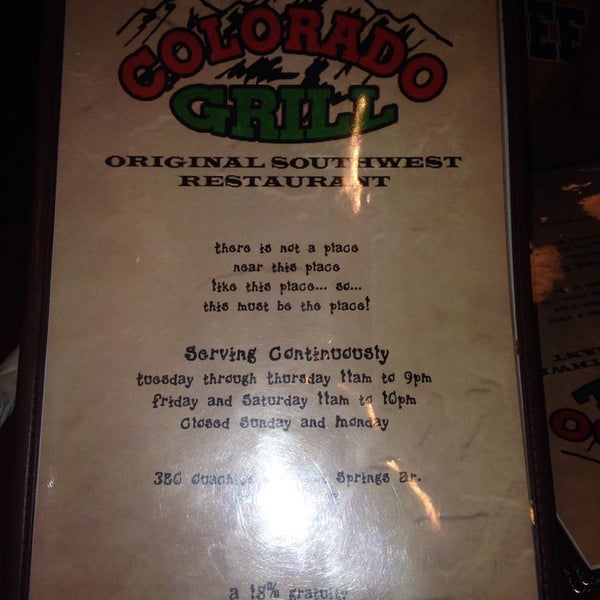 COLORADO
GRILL
ORIGINAL SOUTHWEST
RESTAURANT
there is not a place
near this place
like this place... so...
this must be the place!
Serving Continuously
tuesday through thursday 11am to 9pm
friday and Saturday 11am to 10pm
Closed Sunday and Monday
350 Springs Ar.
a 18% gratuity